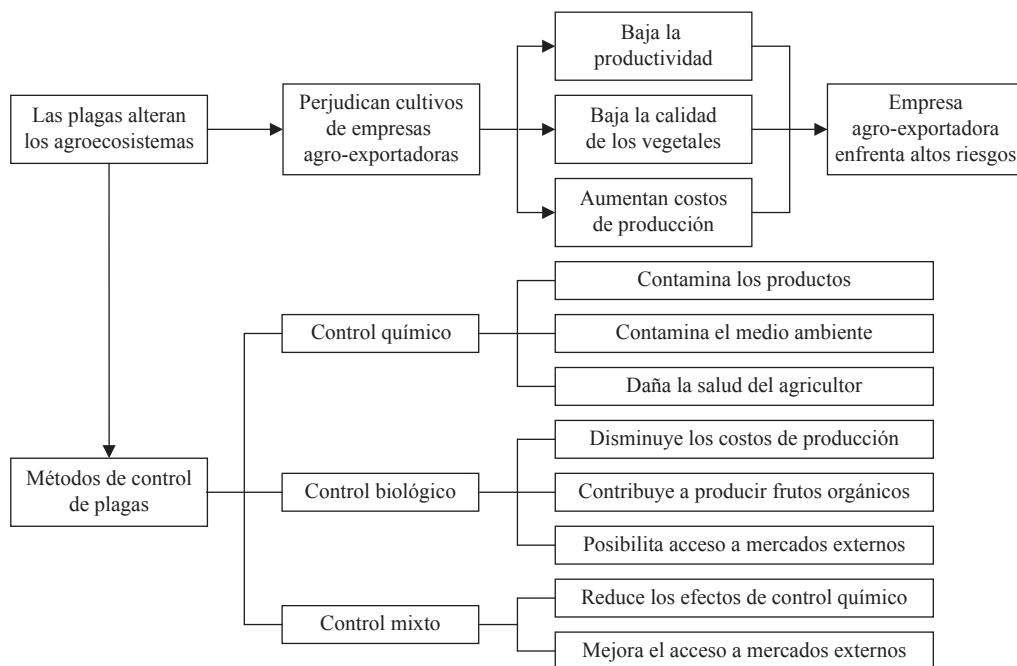 Las plagas alteran
los agroecosistemas
Perjudican cultivos
de empresas
agro-exportadoras
Baja la
productividad
Baja la calidad
de los vegetales
Aumentan costos
de producción
Empresa
agro-exportadora
enfrenta altos riesgos
Métodos de control
de plagas
Control químico
Contamina los productos
Contamina el medio ambiente
Daña la salud del agricultor
Control biológico
Disminuye los costos de producción
Contribuye a producir frutos orgánicos
Posibilita acceso a mercados externos
Control mixto
Reduce los efectos de control químico
Mejora el acceso a mercados externos